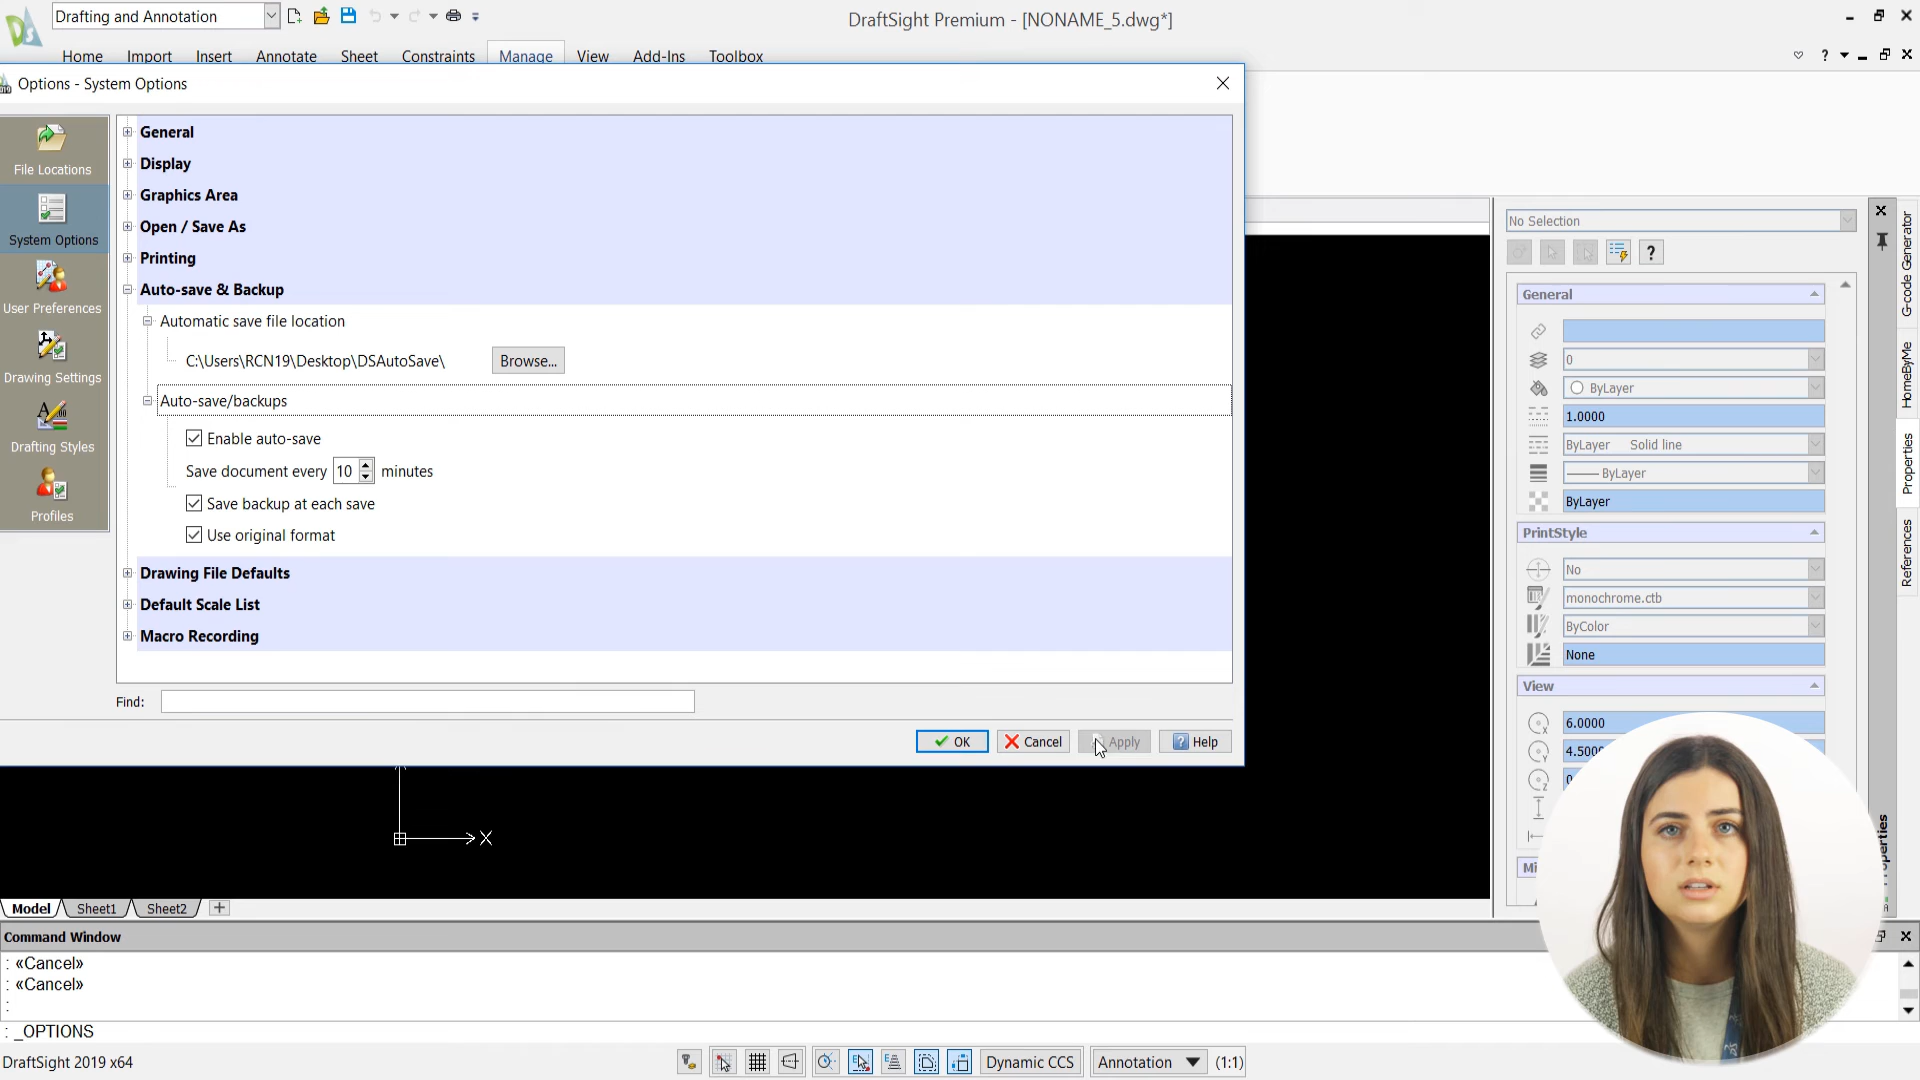 Drafting and Annotation
DraftSight Premium - [NONAME_5.dwg*]
Home Import Insert Annotate Sheet Constraints Manage View Add-Ins Toolbox
Options - System Options
File Locations
System Options
User Preferences
Drawing Settings
Drafting Styles
Profiles
General
Display
Graphics Area
Open / Save As
Printing
Auto-save & Backup
Automatic save file location
C:\Users\RCN19\Desktop\DSAutoSave\ Browse...
Auto-save/backups
Enable auto-save
Save document every 10 minutes
Save backup at each save
Use original format
Drawing File Defaults
Default Scale List
Macro Recording
Find:
OK Cancel Apply Help
No Selection
?
General
0
ByLayer
1.0000
ByLayer Solid line
ByLayer
ByLayer
PrintStyle
No
monochrome.ctb
ByColor
None
View
6.0000
4.5000
0
Mi
G-code Generator
HomeByMe
Properties
References
X
Model Sheet1 Sheet2 +
Command Window
: «Cancel»
: «Cancel»
:
: _OPTIONS
DraftSight 2019 x64
Dynamic CCS
Annotation (1:1)